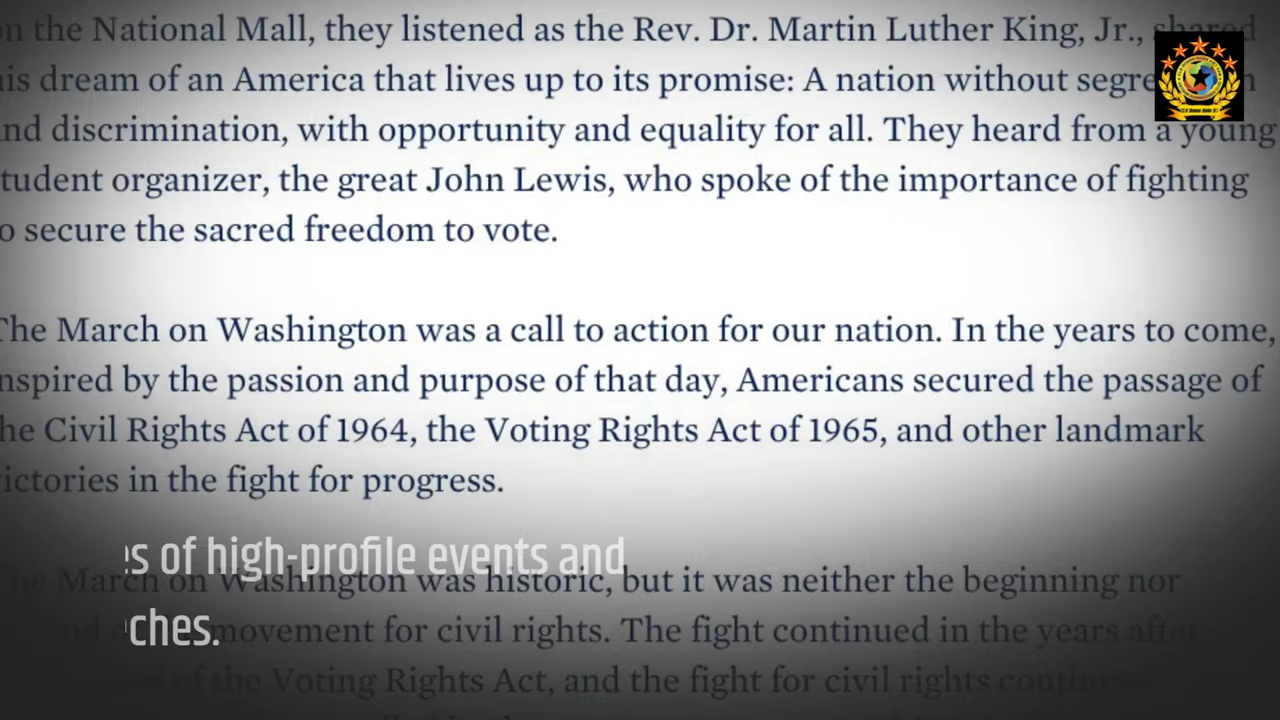 the National Mall, they listened as the Rev. Dr. Martin Luther King, Jr., shared
dream of an America that lives up to its promise: A nation without
discrimination, with opportunity and equality for all. They heard from a young
tudent organizer, the great John Lewis, who spoke of the importance of fighting
o secure the sacred freedom to vote.
The March on Washington was a call to action for our nation. In the years to come,
nspired by the passion and purpose of that day, Americans secured the passage of
he Civil Rights Act of 1964, the Voting Rights Act of 1965, and other landmark
ictories in the fight for progress.
s of high-profile events and
ches.
March on Washington was historic, but it was neither the beginning nor
movement for civil rights. The fight continued in the years after
of the Voting Rights Act, and the fight for civil rights